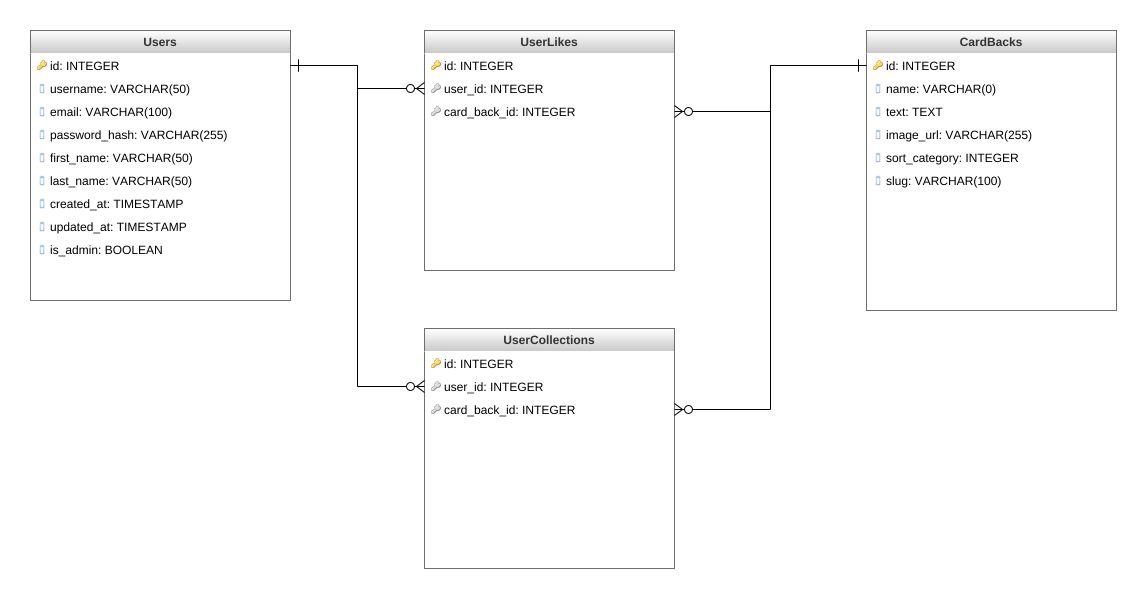 Users
id: INTEGER
username: VARCHAR(50)
email: VARCHAR(100)
password_hash: VARCHAR(255)
first_name: VARCHAR(50)
last_name: VARCHAR(50)
created_at: TIMESTAMP
updated_at: TIMESTAMP
is_admin: BOOLEAN
UserLikes
id: INTEGER
user_id: INTEGER
card_back_id: INTEGER
CardBacks
id: INTEGER
name: VARCHAR(0)
text: TEXT
image_url: VARCHAR(255)
sort_category: INTEGER
slug: VARCHAR(100)
UserCollections
id: INTEGER
user_id: INTEGER
card_back_id: INTEGER